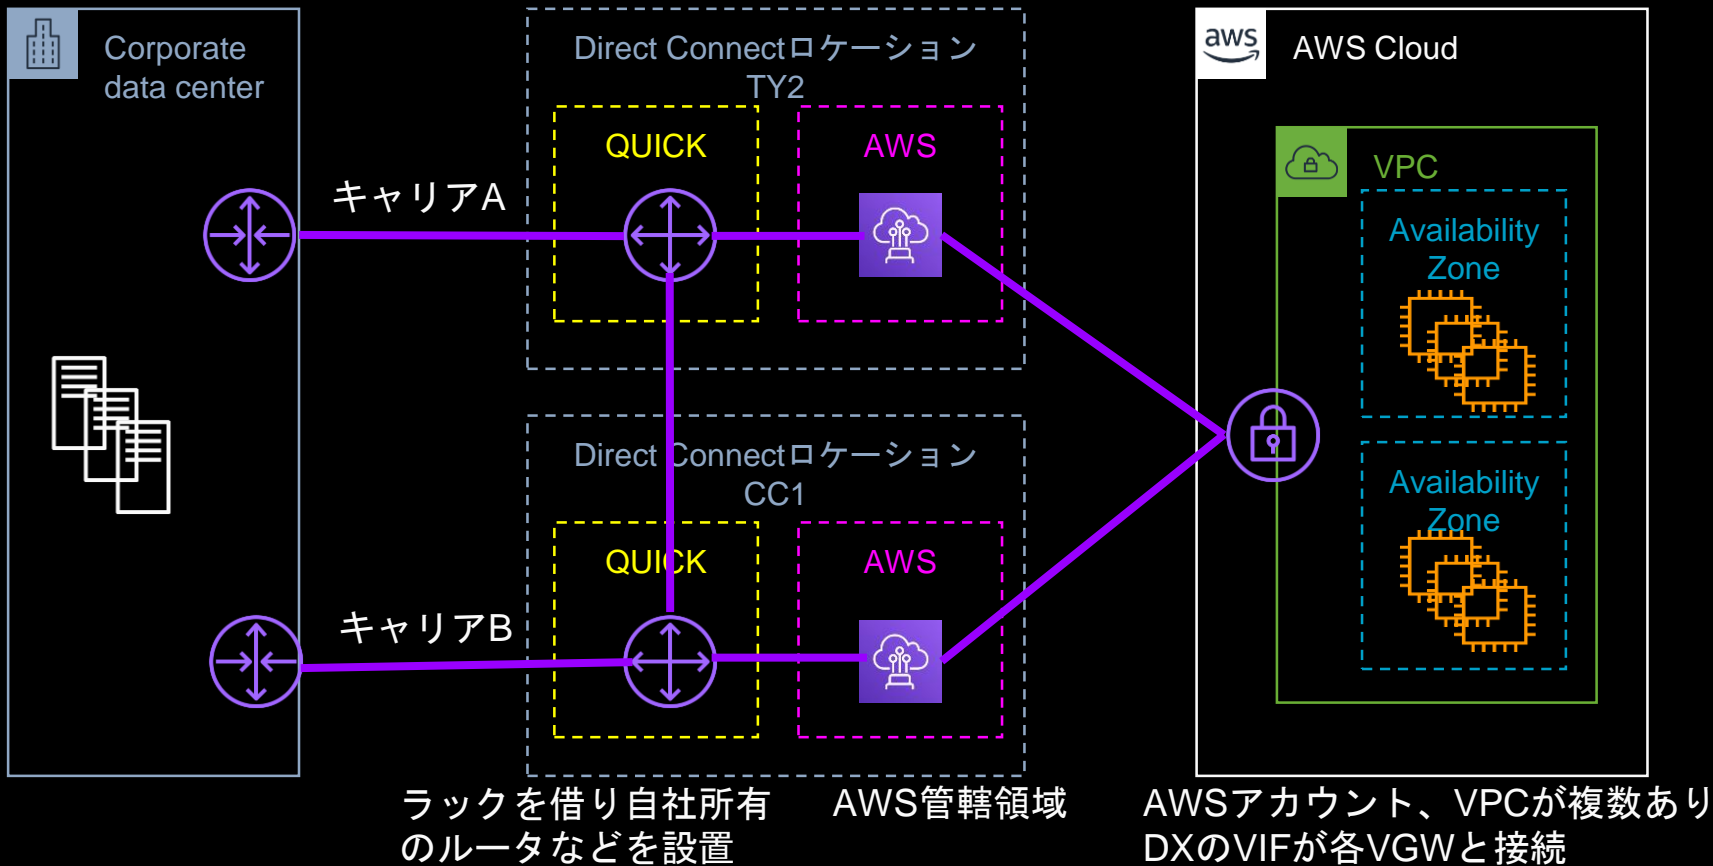 Corporate
data center
Direct Connectロケーション
TY2
QUICK
AWS
キャリアA
Direct Connectロケーション
CC1
QUICK
AWS
キャリアB
aws
AWS Cloud
VPC
Availability
Zone
Availability
Zone
ラックを借り自社所有
のルータなどを設置
AWS管轄領域
AWSアカウント、VPCが複数あり
DXのVIFが各VGWと接続